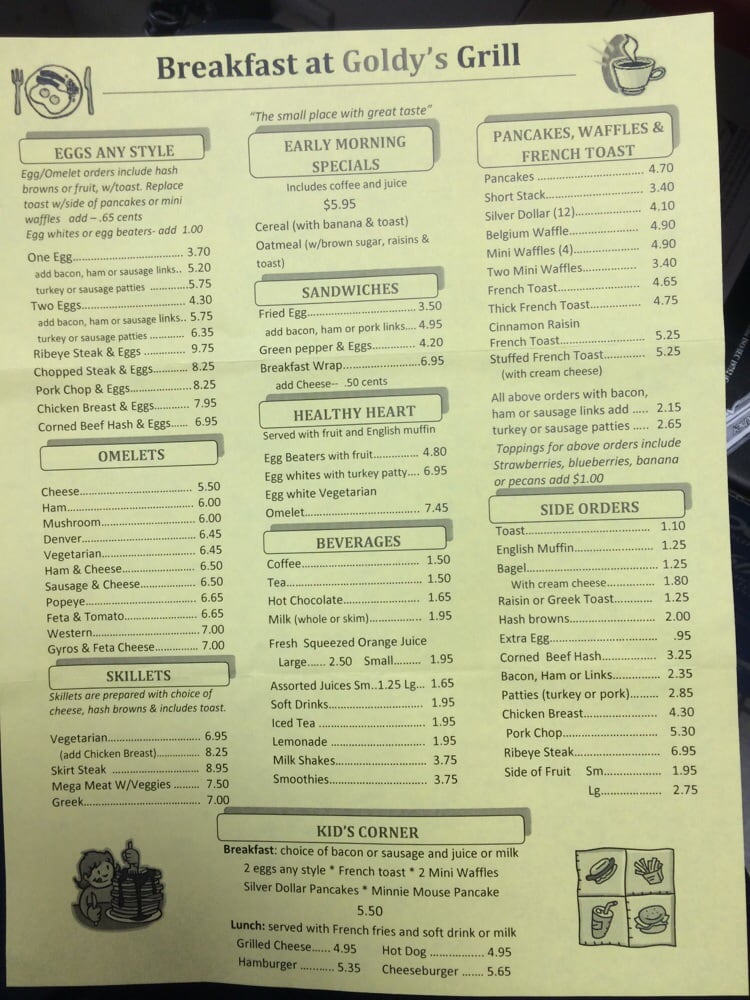 Breakfast at Goldy's Grill
"The small place with great taste"
EGGS ANY STYLE
Egg/Omelet orders include hash
browns or fruit, w/toast. Replace
toast w/side of pancakes or mini
waffles add – .65 cents
Egg whites or egg beaters- add 1.00
One Egg.................... 3.70
add bacon, ham or sausage links.. 5.20
turkey or sausage patties ...........5.75
Two Eggs...................... 4.30
add bacon, ham or sausage links.. 5.75
turkey or sausage patties ........... 6.35
Ribeye Steak & Eggs ............ 9.75
Chopped Steak & Eggs.......... 8.25
Pork Chop & Eggs................8.25
Chicken Breast & Eggs........... 7.95
Corned Beef Hash & Eggs...... 6.95
OMELETS
Cheese............................ 5.50
Ham................................ 6.00
Mushroom....................... 6.00
Denver............................. 6.45
Vegetarian........................ 6.45
Ham & Cheese.................. 6.50
Sausage & Cheese............. 6.50
Popeye............................. 6.65
Feta & Tomato.................. 6.65
Western............................ 7.00
Gyros & Feta Cheese......... 7.00
SKILLETS
Skillets are prepared with choice of
cheese, hash browns & includes toast.
Vegetarian........................ 6.95
(add Chicken Breast)................ 8.25
Skirt Steak ........................ 8.95
Mega Meat W/Veggies ........ 7.50
Greek............................... 7.00
EARLY MORNING
SPECIALS
Includes coffee and juice
$5.95
Cereal (with banana & toast)
Oatmeal (w/brown sugar, raisins &
toast)
SANDWICHES
Fried Egg............................3.50
add bacon, ham or pork links.... 4.95
Green pepper & Eggs........... 4.20
Breakfast Wrap....................6.95
add Cheese-- .50 cents
HEALTHY HEART
Served with fruit and English muffin
Egg Beaters with fruit............. 4.80
Egg whites with turkey patty.... 6.95
Egg white Vegetarian
Omelet............................ 7.45
BEVERAGES
Coffee............................... 1.50
Tea................................... 1.50
Hot Chocolate..................... 1.65
Milk (whole or skim).............. 1.95
Fresh Squeezed Orange Juice
Large...... 2.50 Small......... 1.95
Assorted Juices Sm..1.25 Lg... 1.65
Soft Drinks......................... 1.95
Iced Tea ............................ 1.95
Lemonade .......................... 1.95
Milk Shakes........................ 3.75
Smoothies.......................... 3.75
PANCAKES, WAFFLES &
FRENCH TOAST
Pancakes ............................ 4.70
Short Stack.......................... 3.40
Silver Dollar (12)................... 4.10
Belgium Waffle..................... 4.90
Mini Waffles (4).................... 4.90
Two Mini Waffles.................. 3.40
French Toast........................ 4.65
Thick French Toast................ 4.75
Cinnamon Raisin
French Toast........................ 5.25
Stuffed French Toast............. 5.25
(with cream cheese)
All above orders with bacon,
ham or sausage links add ..... 2.15
turkey or sausage patties ..... 2.65
Toppings for above orders include
Strawberries, blueberries, banana
or pecans add $1.00
SIDE ORDERS
Toast................................. 1.10
English Muffin...................... 1.25
Bagel................................. 1.25
With cream cheese............... 1.80
Raisin or Greek Toast............ 1.25
Hash browns....................... 2.00
Extra Egg........................... .95
Corned Beef Hash................ 3.25
Bacon, Ham or Links............. 2.35
Patties (turkey or pork).......... 2.85
Chicken Breast.................... 4.30
Pork Chop.......................... 5.30
Ribeye Steak....................... 6.95
Side of Fruit Sm................. 1.95
Lg................... 2.75
KID'S CORNER
Breakfast: choice of bacon or sausage and juice or milk
2 eggs any style * French toast * 2 Mini Waffles
Silver Dollar Pancakes * Minnie Mouse Pancake
5.50
Lunch: served with French fries and soft drink or milk
Grilled Cheese...... 4.95 Hot Dog ................ 4.95
Hamburger ........... 5.35 Cheeseburger ....... 5.65